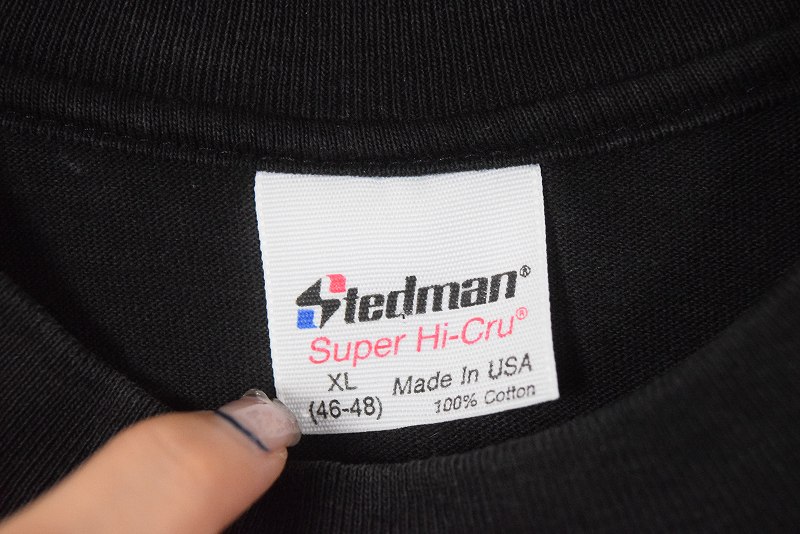 Stedman®
Super Hi-Cru®
XL Made In USA
(46-48) 100% Cotton